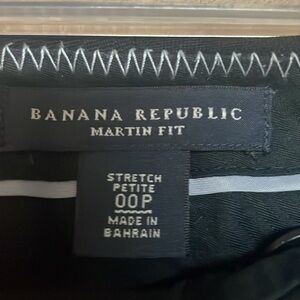 BANANA REPUBLIC
MARTIN FIT
STRETCH
PETITE
00P
MADE IN
BAHRAIN